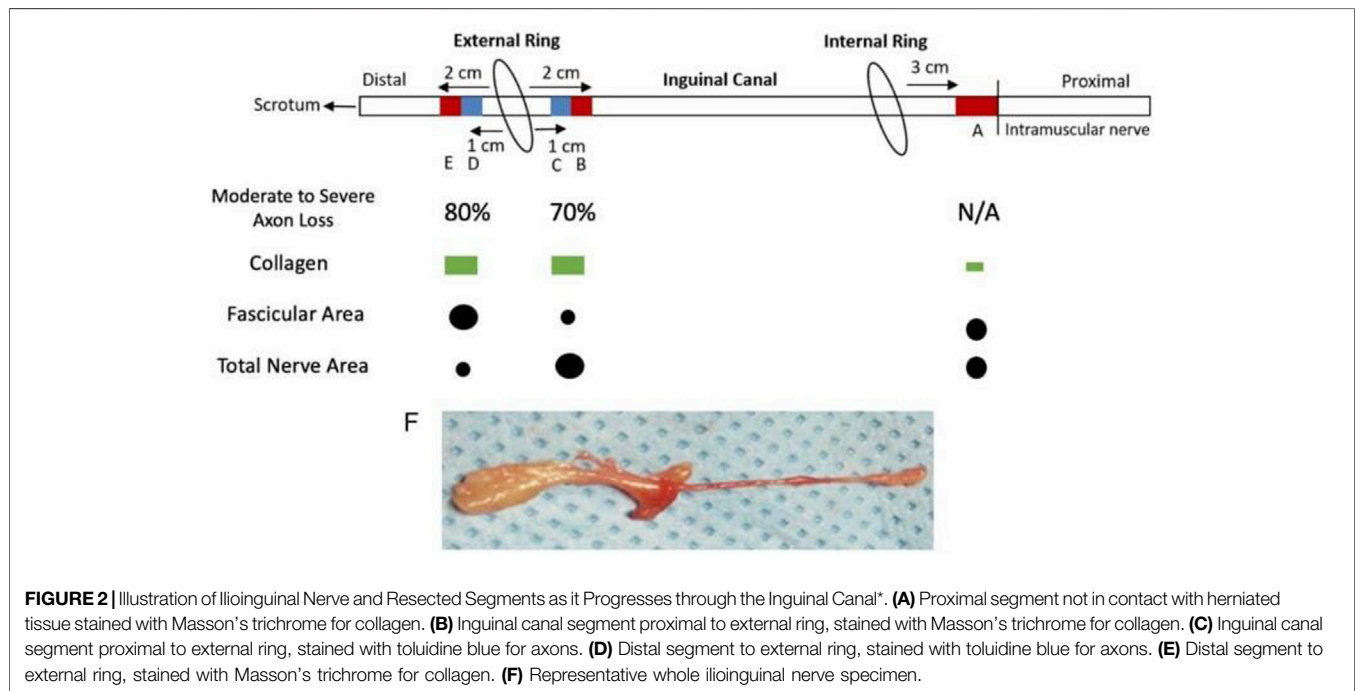 External Ring
Internal Ring
Distal
2 cm
2 cm
Inguinal Canal
3 cm
Proximal
Scrotum
1 cm
1 cm
A
Intramuscular nerve
E
D
C
B
Moderate to Severe
Axon Loss
80%
70%
N/A
Collagen
Fascicular Area
Total Nerve Area
F
FIGURE 2 | Illustration of Ilioinguinal Nerve and Resected Segments as it Progresses through the Inguinal Canal*. (A) Proximal segment not in contact with herniated
tissue stained with Masson's trichrome for collagen. (B) Inguinal canal segment proximal to external ring, stained with Masson's trichrome for collagen. (C) Inguinal canal
segment proximal to external ring, stained with toluidine blue for axons. (D) Distal segment to external ring, stained with toluidine blue for axons. (E) Distal segment to
external ring, stained with Masson's trichrome for collagen. (F) Representative whole ilioinguinal nerve specimen.